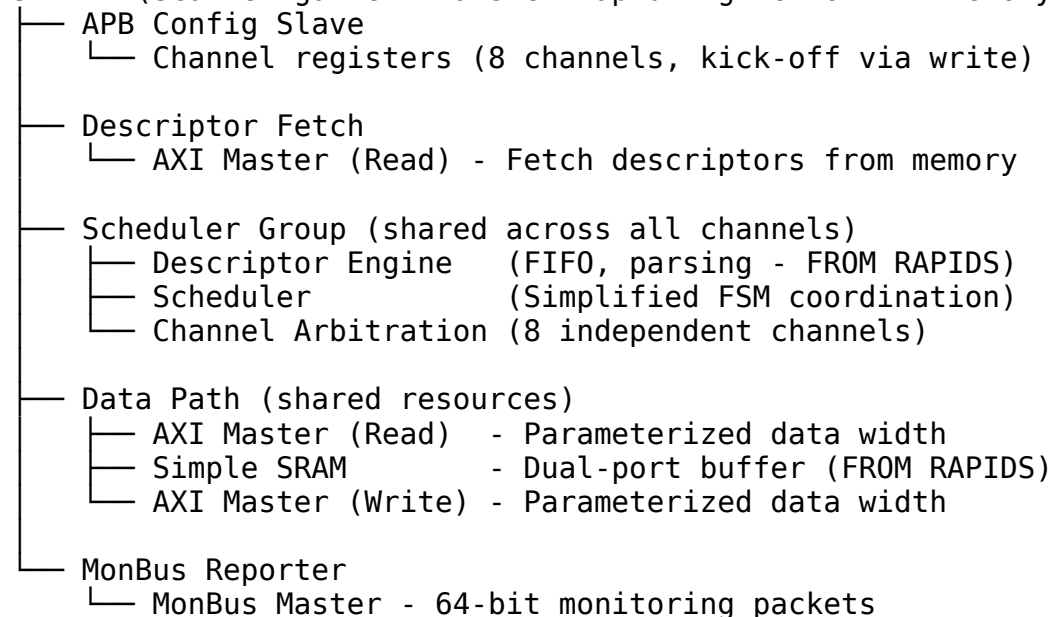 ├── APB Config Slave
│   └── Channel registers (8 channels, kick-off via write)
│
├── Descriptor Fetch
│   └── AXI Master (Read) - Fetch descriptors from memory
│
├── Scheduler Group (shared across all channels)
│   ├── Descriptor Engine   (FIFO, parsing - FROM RAPIDS)
│   ├── Scheduler           (Simplified FSM coordination)
│   └── Channel Arbitration (8 independent channels)
│
├── Data Path (shared resources)
│   ├── AXI Master (Read)  - Parameterized data width
│   ├── Simple SRAM        - Dual-port buffer (FROM RAPIDS)
│   └── AXI Master (Write) - Parameterized data width
│
└── MonBus Reporter
    └── MonBus Master - 64-bit monitoring packets